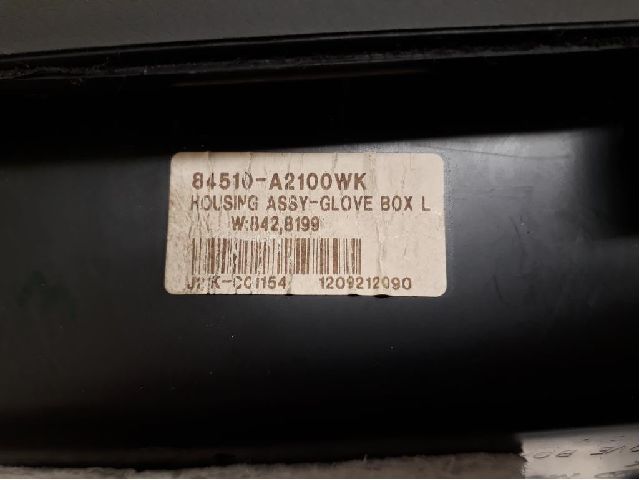 84510-A2100WK
HOUSING ASSY-GLOVE BOX L
W:842,8199
1209212090